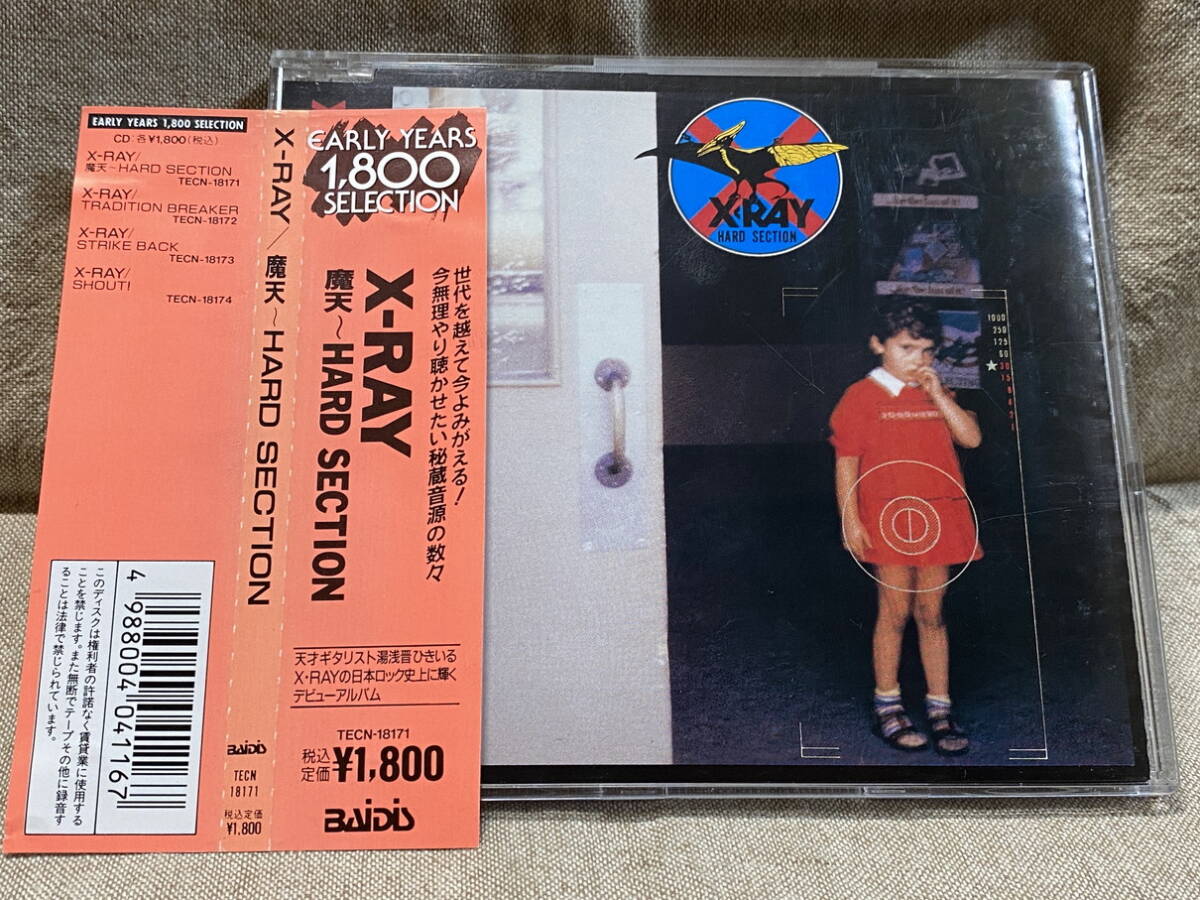 EARLY YEARS 1,800 SELECTION
CD:各¥1,800(税込)
X-RAY/
魔天~HARD SECTION
TECN-18171
X-RAY/
TRADITION BREAKER
TECN-18172
X-RAY/
STRIKE BACK
TECN-18173
X-RAY/
SHOUT!
TECN-18174
このディスクは権利者の許諾なく賃貸業に使用する
ことを禁じます。また無断でテープその他に録音す
ることは法律で禁じられています。
4 988004 041167
X-RAY/魔天~HARD SECTION
BAIDIS
TECN
18171
税込定価
¥1,800
EARLY YEARS
1,800
SELECTION
世代を越えて今よみがえる!
今無理やり聴かせたい秘蔵音源の数々
X-RAY
魔天~HARD SECTION
天才ギタリスト湯浅晋ひきいる
X・RAYの日本ロック史上に輝く
デビューアルバム
TECN-18171
税込
定価
¥1,800
BAIDIS
X-RAY
HARD SECTION
1000
250
125
60
30
15
8
4
2
1